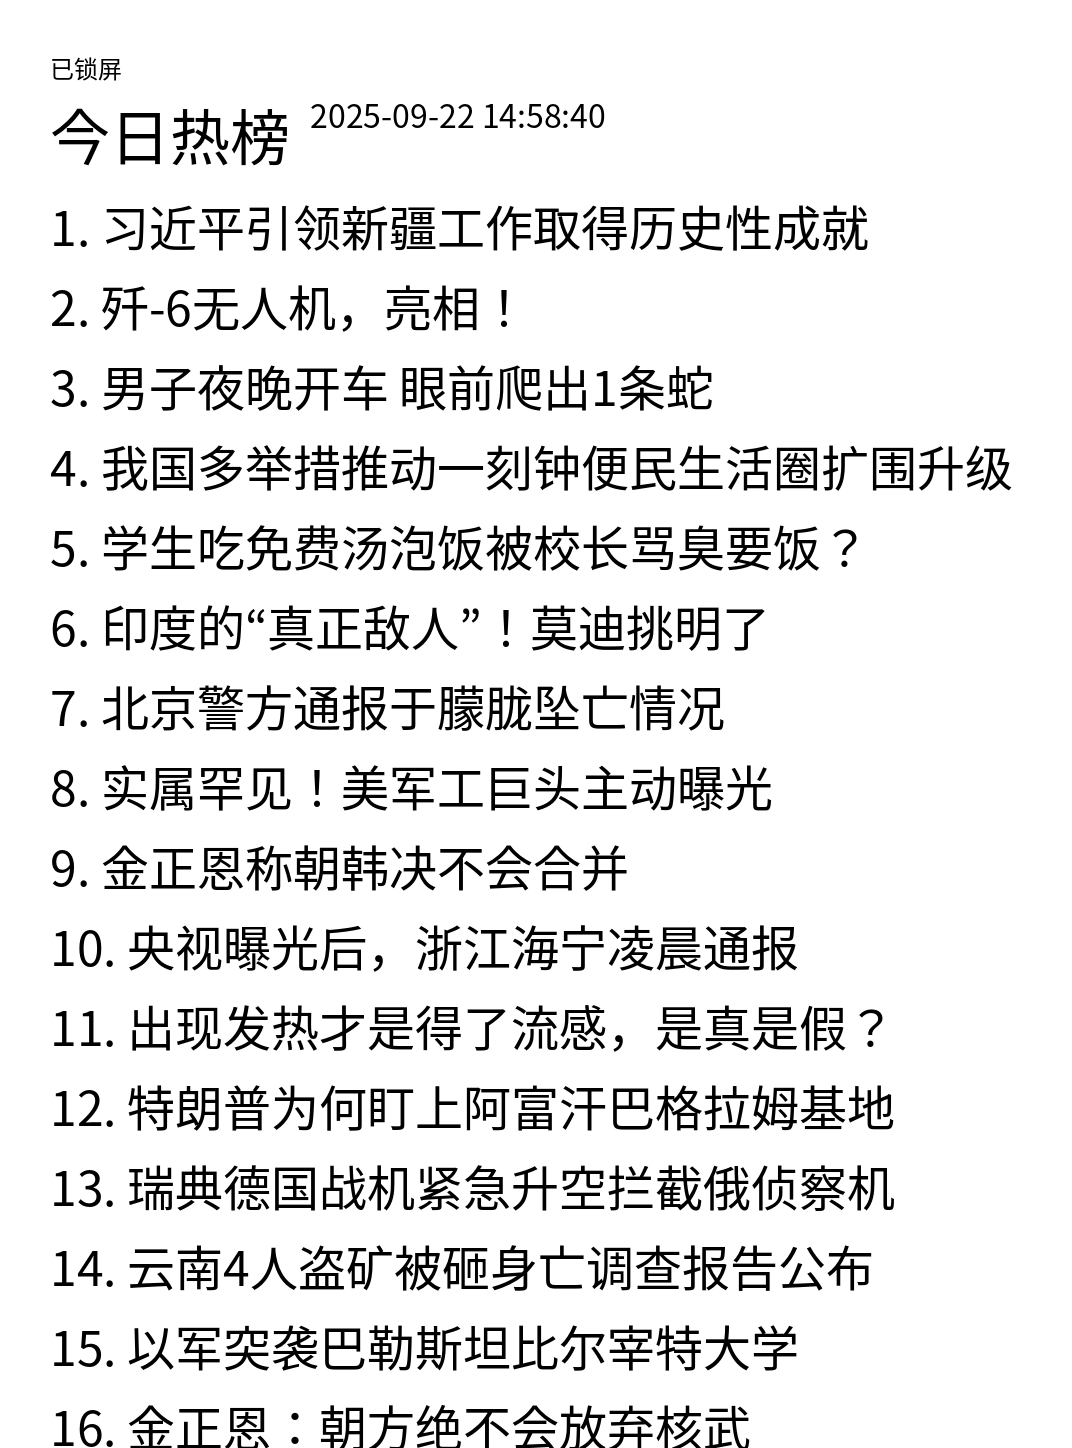 已锁屏
今日热榜 2025-09-22 14:58:40
1. 习近平引领新疆工作取得历史性成就
2. 歼-6无人机，亮相！
3. 男子夜晚开车 眼前爬出1条蛇
4. 我国多举措推动一刻钟便民生活圈扩围升级
5. 学生吃免费汤泡饭被校长骂臭要饭？
6. 印度的“真正敌人”！莫迪挑明了
7. 北京警方通报于朦胧坠亡情况
8. 实属罕见！美军工巨头主动曝光
9. 金正恩称朝韩决不会合并
10. 央视曝光后，浙江海宁凌晨通报
11. 出现发热才是得了流感，是真是假？
12. 特朗普为何盯上阿富汗巴格拉姆基地
13. 瑞典德国战机紧急升空拦截俄侦察机
14. 云南4人盗矿被砸身亡调查报告公布
15. 以军突袭巴勒斯坦比尔宰特大学
16. 金正恩：朝方绝不会放弃核武